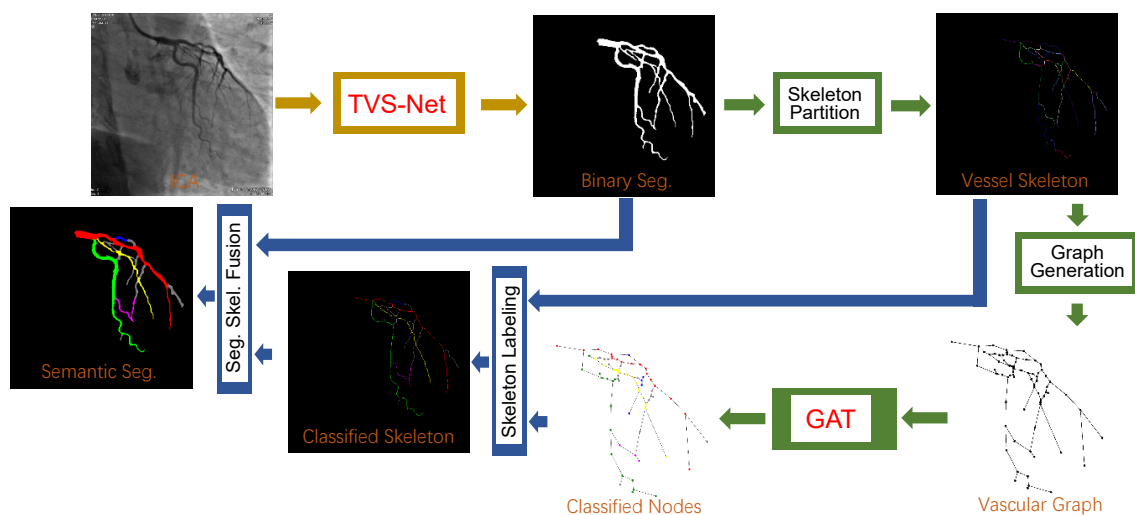 ICA
TVS-Net
Binary Seg.
Skeleton
Partition
Vessel Skeleton
Graph
Generation
Semantic Seg.
Seg. Skel. Fusion
Classified Skeleton
Skeleton Labeling
Classified Nodes
GAT
Vascular Graph